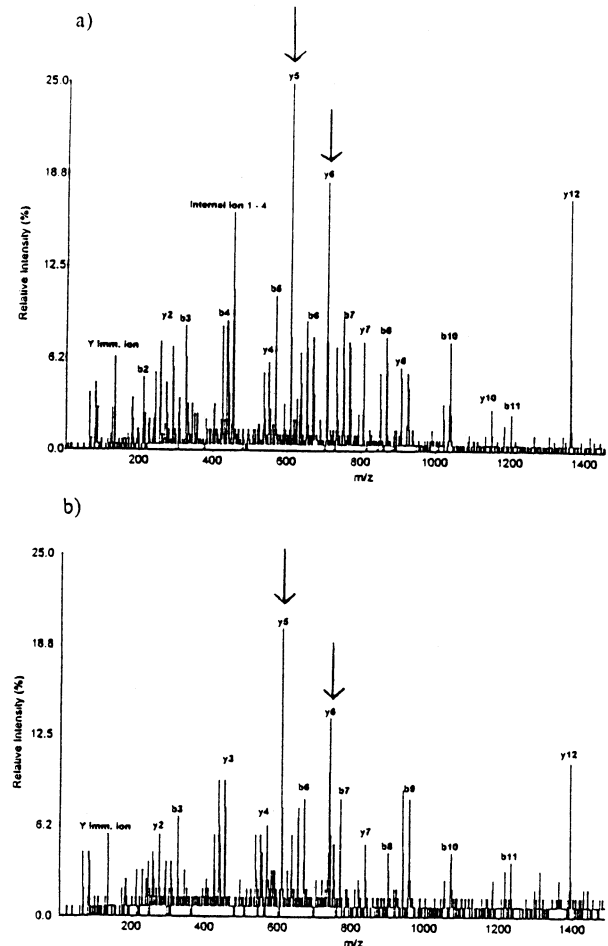 a)
y5
25.0
y6
18.8
y12
Internal ion 1 - 4
12.5
b5
y2
b3
b4
b6
b7
y7
b8
b10
Y Imm. ion
y4
6.2
b2
y8
y10
b11
0.0
200
400
600
800
1000
1200
1400
m/z
Relative Intensity (%)
b)
25.0
y5
18.8
y6
y3
y12
12.5
b6
b7
b9
b3
Y Imm. ion
y2
y4
6.2
y7
b8
b10
b11
0.0
200
400
600
800
1000
1200
1400
m/z
Relative Intensity (%)